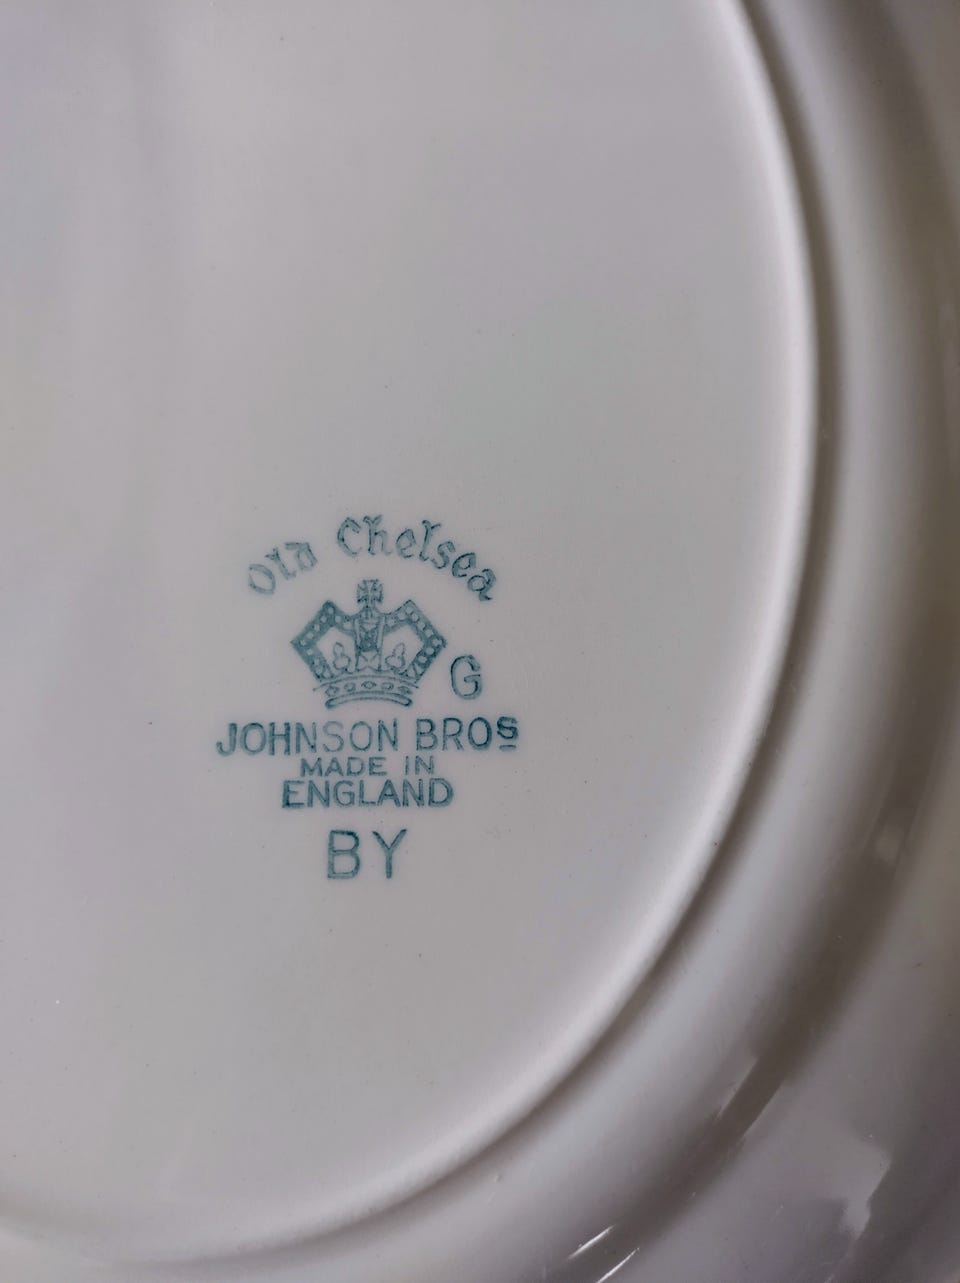 Old Chelsea
G
JOHNSON BROS
MADE IN
ENGLAND
BY